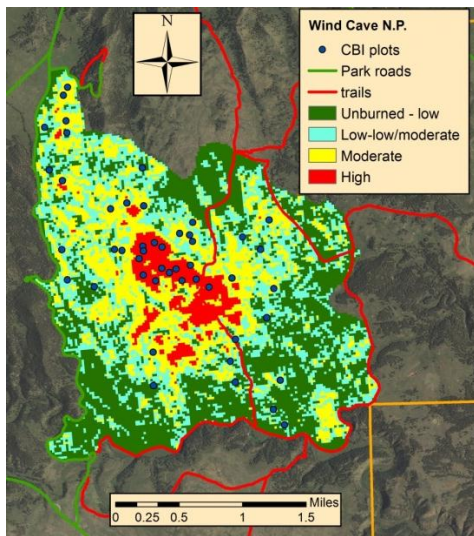 N
Wind Cave N.P.
CBI plots
Park roads
trails
Unburned - low
Low-low/moderate
Moderate
High
Miles
0 0.25 0.5 1 1.5